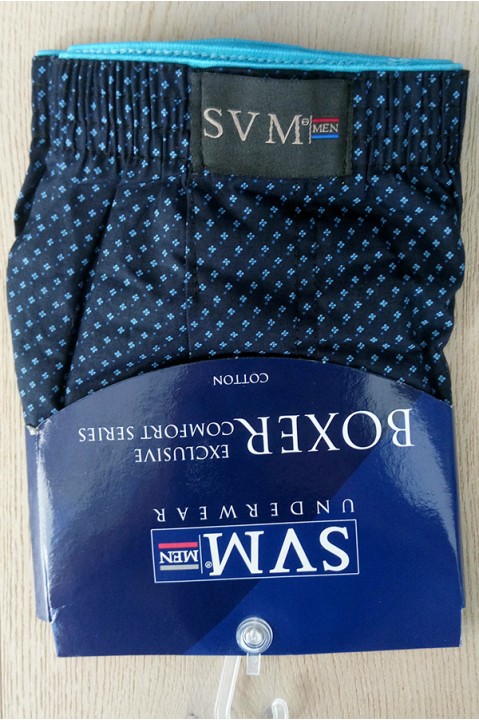 SVM® MEN
SVM® MEN
UNDERWEAR
BOXER EXCLUSIVE
COMFORT SERIES
COTTON